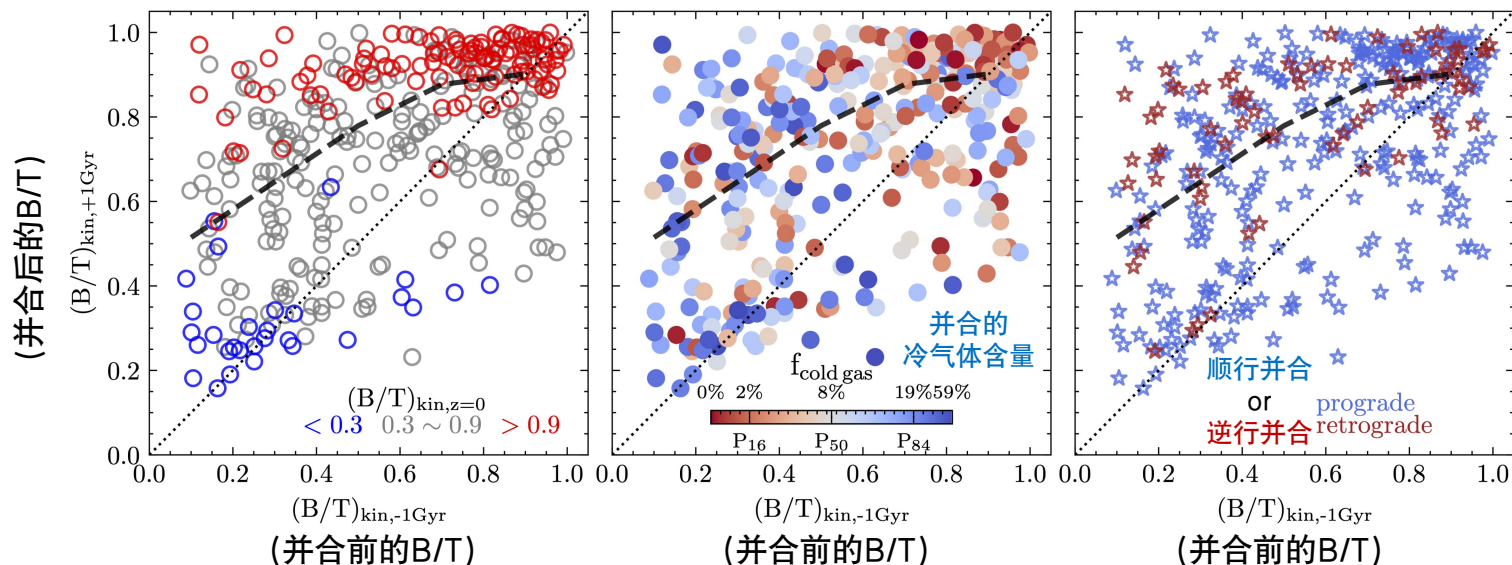 (并合后的B/T)
(B/T)kin,+1Gyr
1.0
0.8
0.6
0.4
0.2
0.0
(B/T)kin,z=0
< 0.3 0.3 ~ 0.9 > 0.9
0.0 0.2 0.4 0.6 0.8 1.0
(B/T)kin,-1Gyr
(并合前的B/T)
并合的
冷气体含量
fcold gas
0% 2% 8% 19%59%
P16 P50 P84
0.0 0.2 0.4 0.6 0.8 1.0
(B/T)kin,-1Gyr
(并合前的B/T)
顺行并合
or
逆行并合
prograde
retrograde
0.0 0.2 0.4 0.6 0.8 1.0
(B/T)kin,-1Gyr
(并合前的B/T)